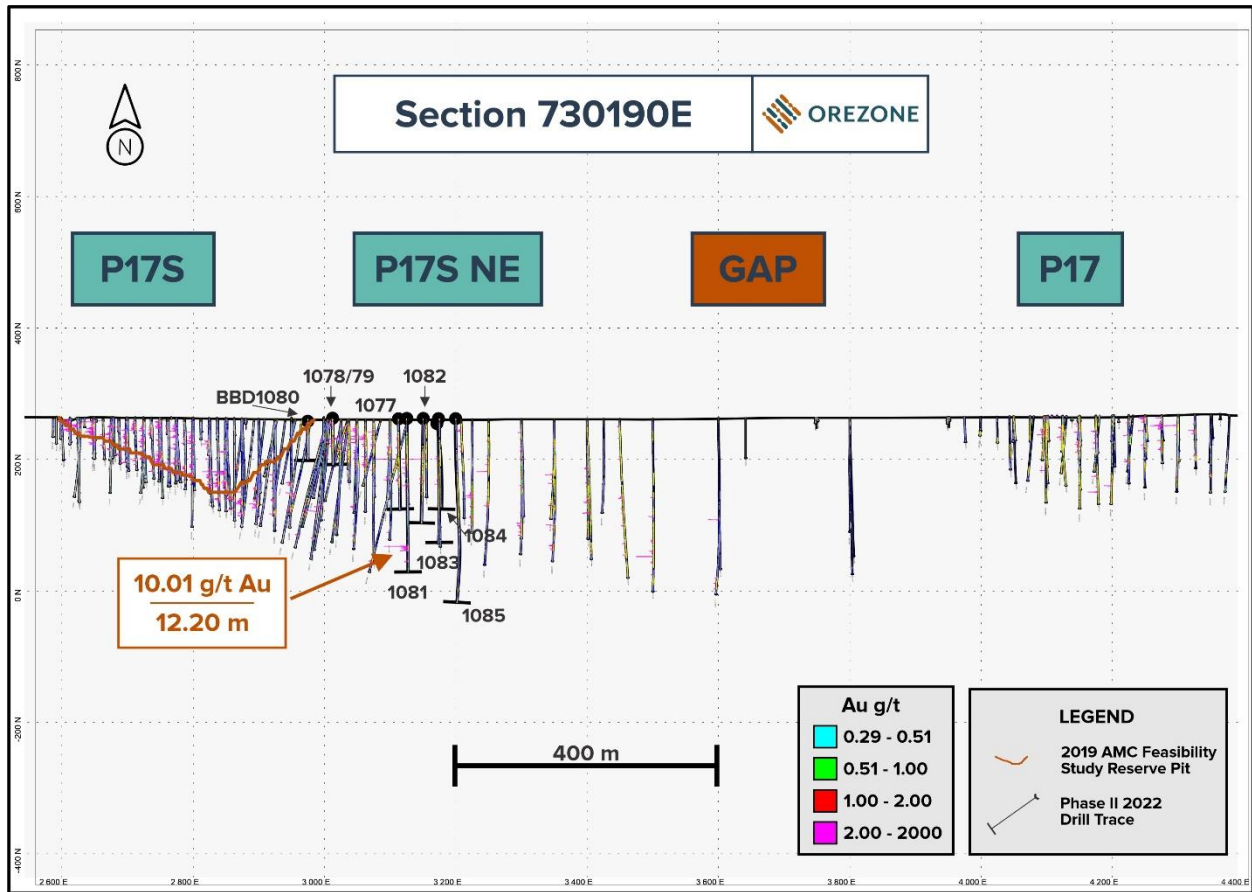 Section 730190E
OREZONE
N
P17S
P17S NE
GAP
P17
800 N
600 N
400 N
200 N
0 N
-200 N
-400 N
1078/79
1082
BBD1080
1077
1084
1083
1081
1085
10.01 g/t Au
12.20 m
400 m
Au g/t
0.29 - 0.51
0.51 - 1.00
1.00 - 2.00
2.00 - 2000
LEGEND
2019 AMC Feasibility
Study Reserve Pit
Phase II 2022
Drill Trace
2 600 E
2 800 E
3 000 E
3 200 E
3 400 E
3 600 E
3 800 E
4 000 E
4 200 E
4 400 E